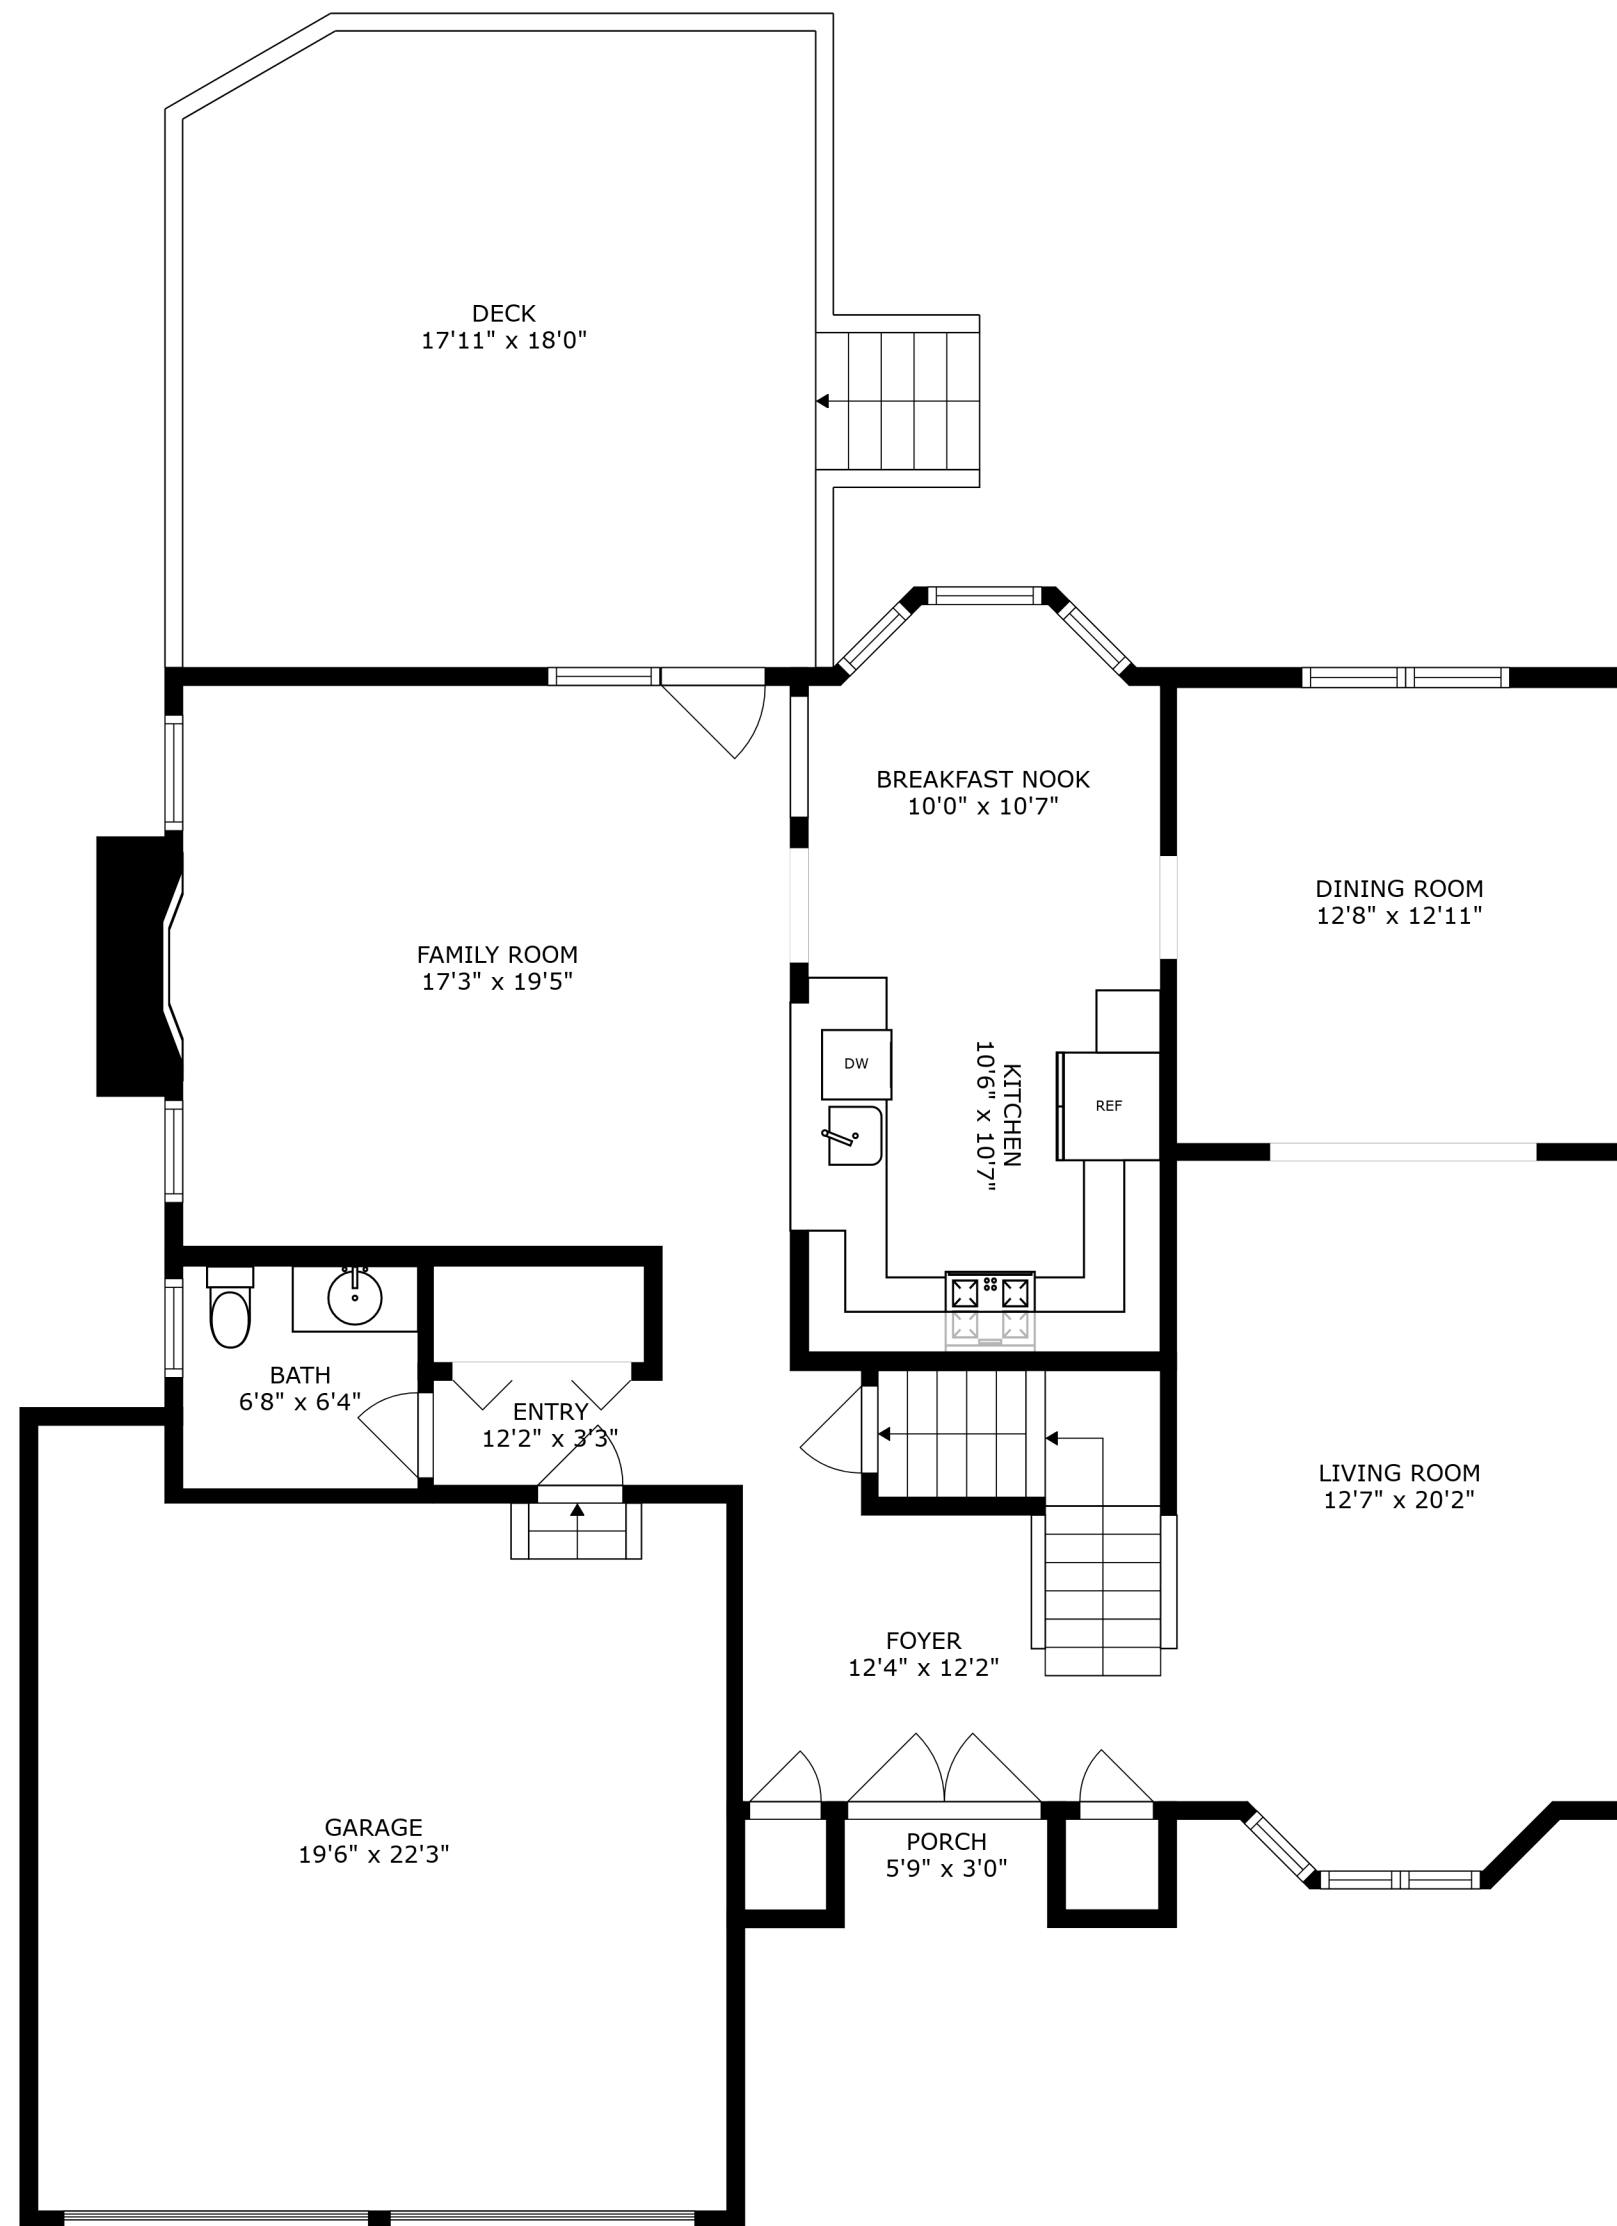 DECK
17'11" x 18'0"
BREAKFAST NOOK
10'0" x 10'7"
DINING ROOM
12'8" x 12'11"
FAMILY ROOM
17'3" x 19'5"
DW
KITCHEN
10'6" x 10'7"
REF
BATH
6'8" x 6'4"
ENTRY
12'2" x 3'3"
LIVING ROOM
12'7" x 20'2"
FOYER
12'4" x 12'2"
GARAGE
19'6" x 22'3"
PORCH
5'9" x 3'0"